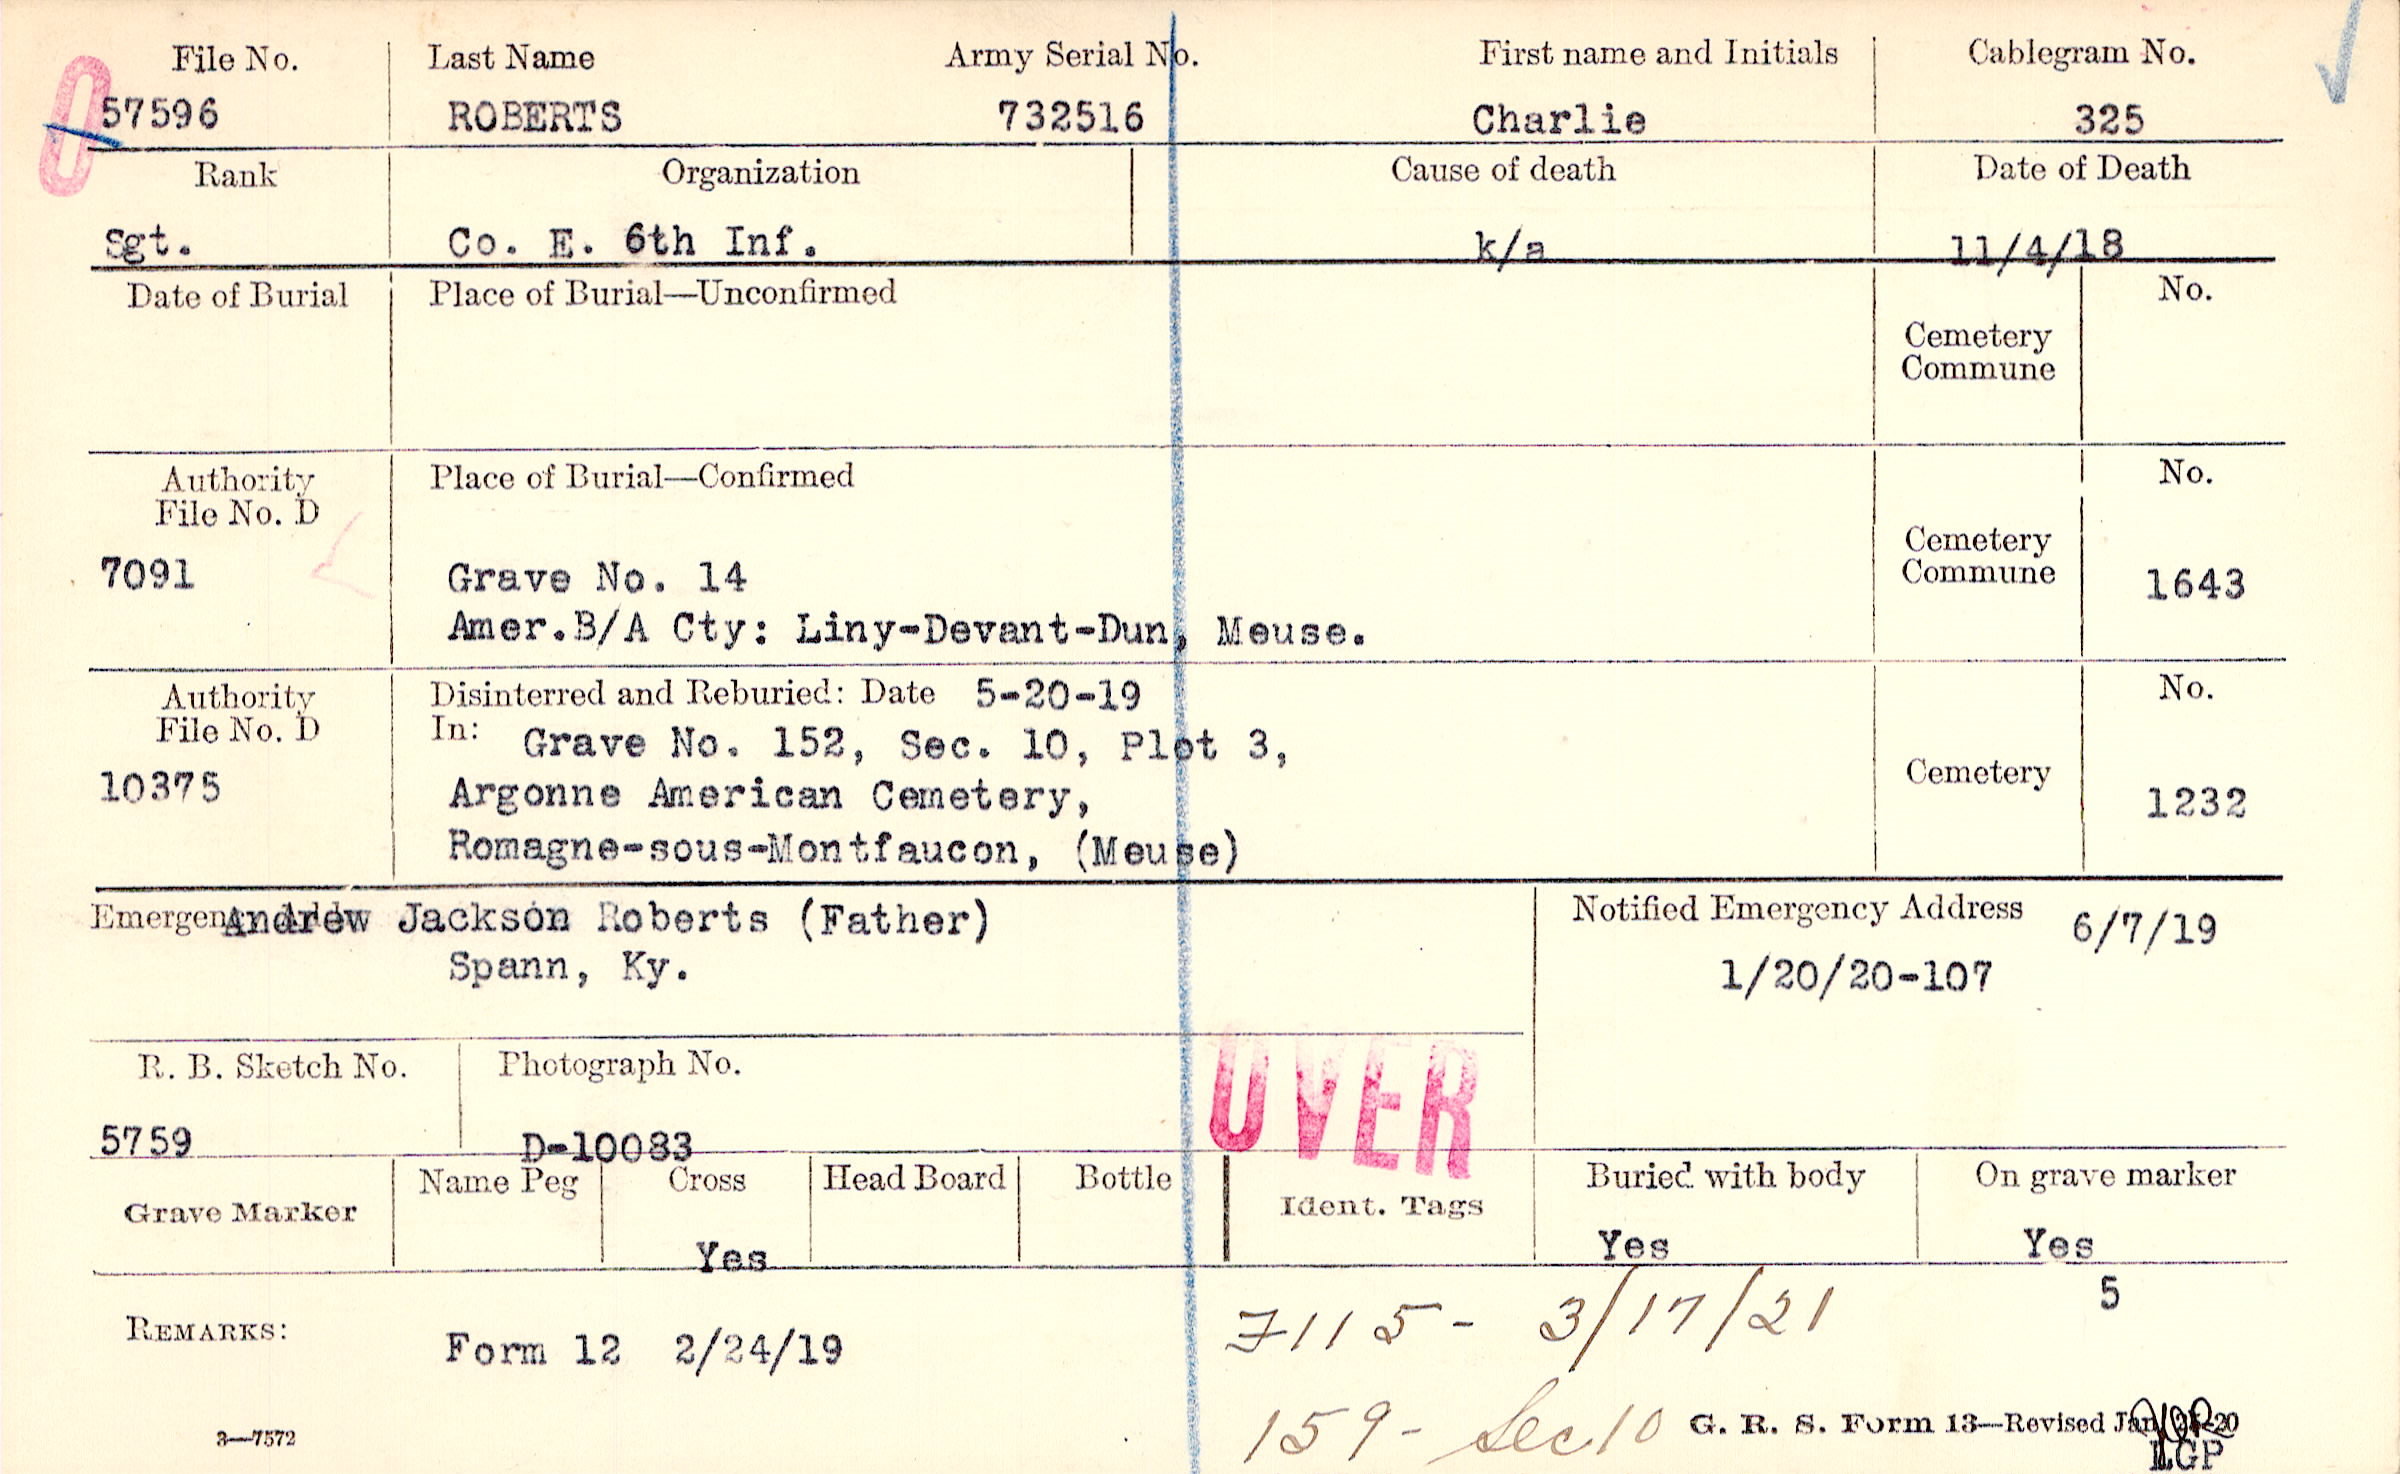 File No. Last Name Army Serial No. First name and Initials Cablegram No.
57596 ROBERTS 732516 Charlie 325
Rank Organization Cause of death Date of Death
Sgt. Co. E. 6th Inf. k/a 11/4/18
Date of Burial Place of Burial—Unconfirmed No.
Cemetery
Commune
Authority Place of Burial—Confirmed No.
File No. D
Cemetery
Commune
7091 Grave No. 14 1643
Amer.B/A Cty: Liny-Devant-Dun, Meuse.
Authority Disinterred and Reburied: Date 5-20-19 No.
File No. D In: Grave No. 152, Sec. 10, Plot 3,
Cemetery
10375 Argonne American Cemetery, 1232
Romagne-sous-Montfaucon, (Meuse)
Andrew Jackson Roberts (Father) Notified Emergency Address 6/7/19
Spann, Ky. 1/20/20-107
OVER
R. B. Sketch No. Photograph No.
5759 D-10083
Name Peg Cross Head Board Bottle Buried with body On grave marker
Grave Marker Ident. Tags
Yes Yes Yes
5
REMARKS: Form 12 2/24/19 7115 - 3/17/21
159 - Sec 10 G. R. S. Form 13—Revised Jan -20
3—7572 LGP